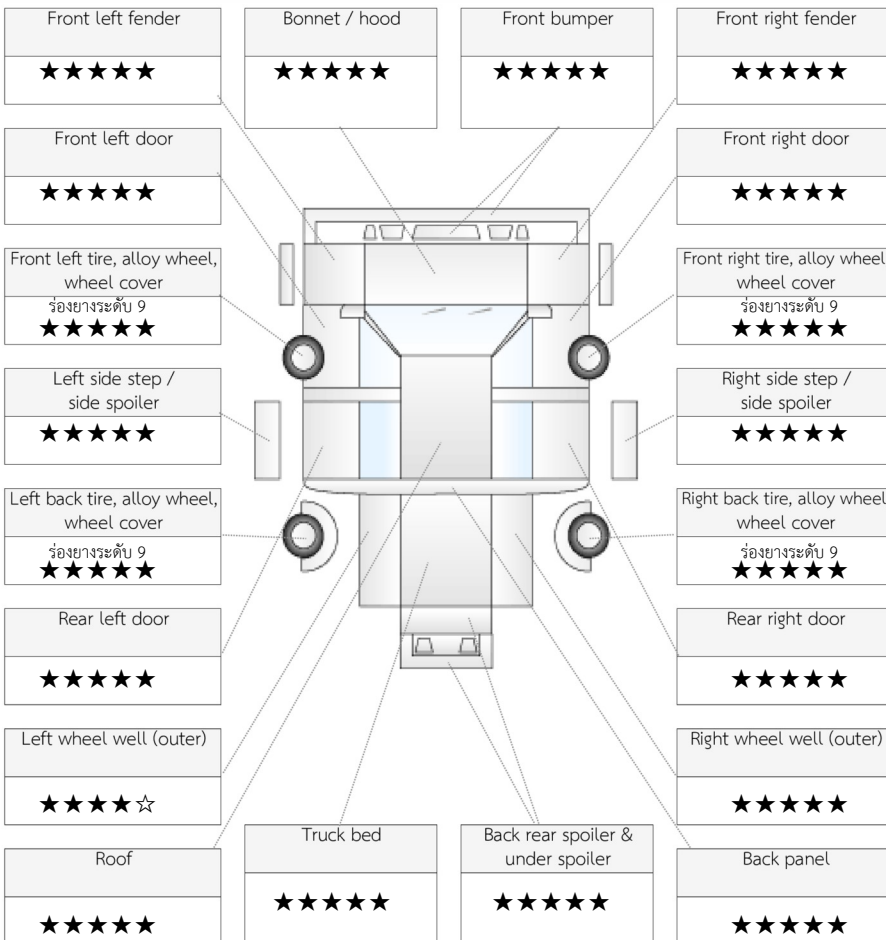 Front left fender
★★★★★
Bonnet / hood
★★★★★
Front bumper
★★★★★
Front right fender
★★★★★
Front left door
★★★★★
Front right door
★★★★★
Front left tire, alloy wheel,
wheel cover
ร่องยางระดับ 9
★★★★★
Front right tire, alloy wheel
wheel cover
ร่องยางระดับ 9
★★★★★
Left side step /
side spoiler
★★★★★
Right side step /
side spoiler
★★★★★
Left back tire, alloy wheel,
wheel cover
ร่องยางระดับ 9
★★★★★
Right back tire, alloy wheel
wheel cover
ร่องยางระดับ 9
★★★★★
Rear left door
★★★★★
Rear right door
★★★★★
Left wheel well (outer)
★★★★☆
Right wheel well (outer)
★★★★★
Roof
★★★★★
Truck bed
★★★★★
Back rear spoiler &
under spoiler
★★★★★
Back panel
★★★★★